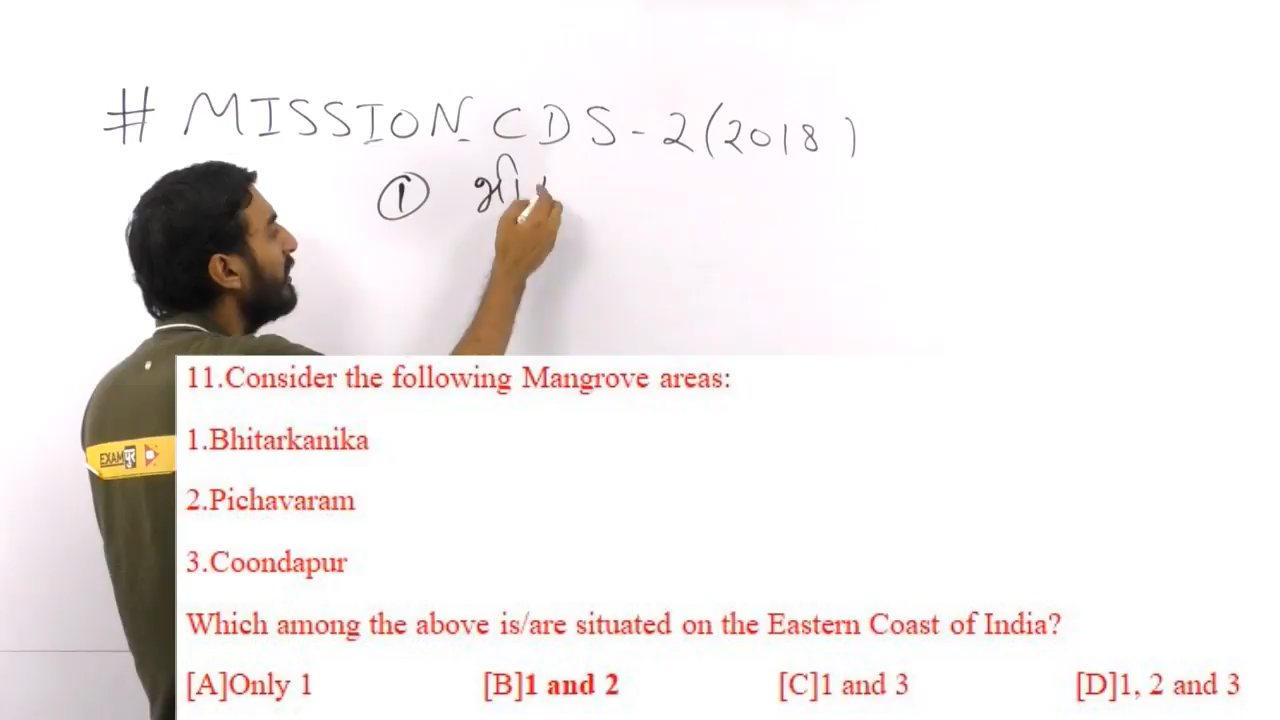 # MISSION CDS-2 (2018)
①
EXAM पुर
11.Consider the following Mangrove areas:
1.Bhitarkanika
2.Pichavaram
3.Coondapur
Which among the above is/are situated on the Eastern Coast of India?
[A]Only 1 [B]1 and 2 [C]1 and 3 [D]1, 2 and 3